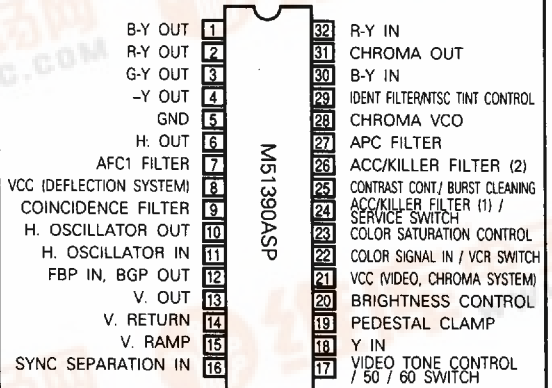 B-Y OUT 1
R-Y OUT 2
G-Y OUT 3
–Y OUT 4
GND 5
H. OUT 6
AFC1 FILTER 7
VCC (DEFLECTION SYSTEM) 8
COINCIDENCE FILTER 9
H. OSCILLATOR OUT 10
H. OSCILLATOR IN 11
FBP IN, BGP OUT 12
V. OUT 13
V. RETURN 14
V. RAMP 15
SYNC SEPARATION IN 16
M51390ASP
32 R-Y IN
31 CHROMA OUT
30 B-Y IN
29 IDENT FILTER/NTSC TINT CONTROL
28 CHROMA VCO
27 APC FILTER
26 ACC/KILLER FILTER (2)
25 CONTRAST CONT./ BURST CLEANING
24 ACC/KILLER FILTER (1) /
SERVICE SWITCH
23 COLOR SATURATION CONTROL
22 COLOR SIGNAL IN / VCR SWITCH
21 VCC (VIDEO, CHROMA SYSTEM)
20 BRIGHTNESS CONTROL
19 PEDESTAL CLAMP
18 Y IN
17 VIDEO TONE CONTROL
/ 50 / 60 SWITCH